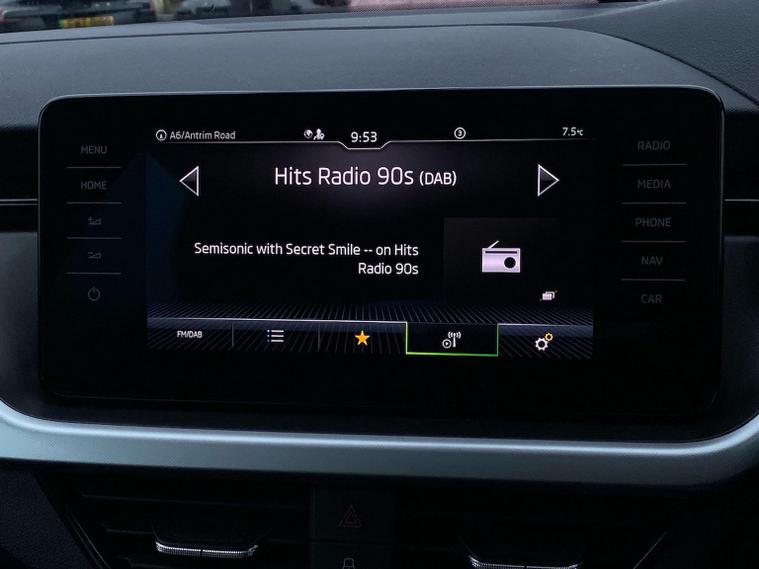 A6/Antrim Road
9:53
3
7.5°C
MENU
HOME
RADIO
MEDIA
PHONE
NAV
CAR
Hits Radio 90s (DAB)
Semisonic with Secret Smile -- on Hits
Radio 90s
FM/DAB